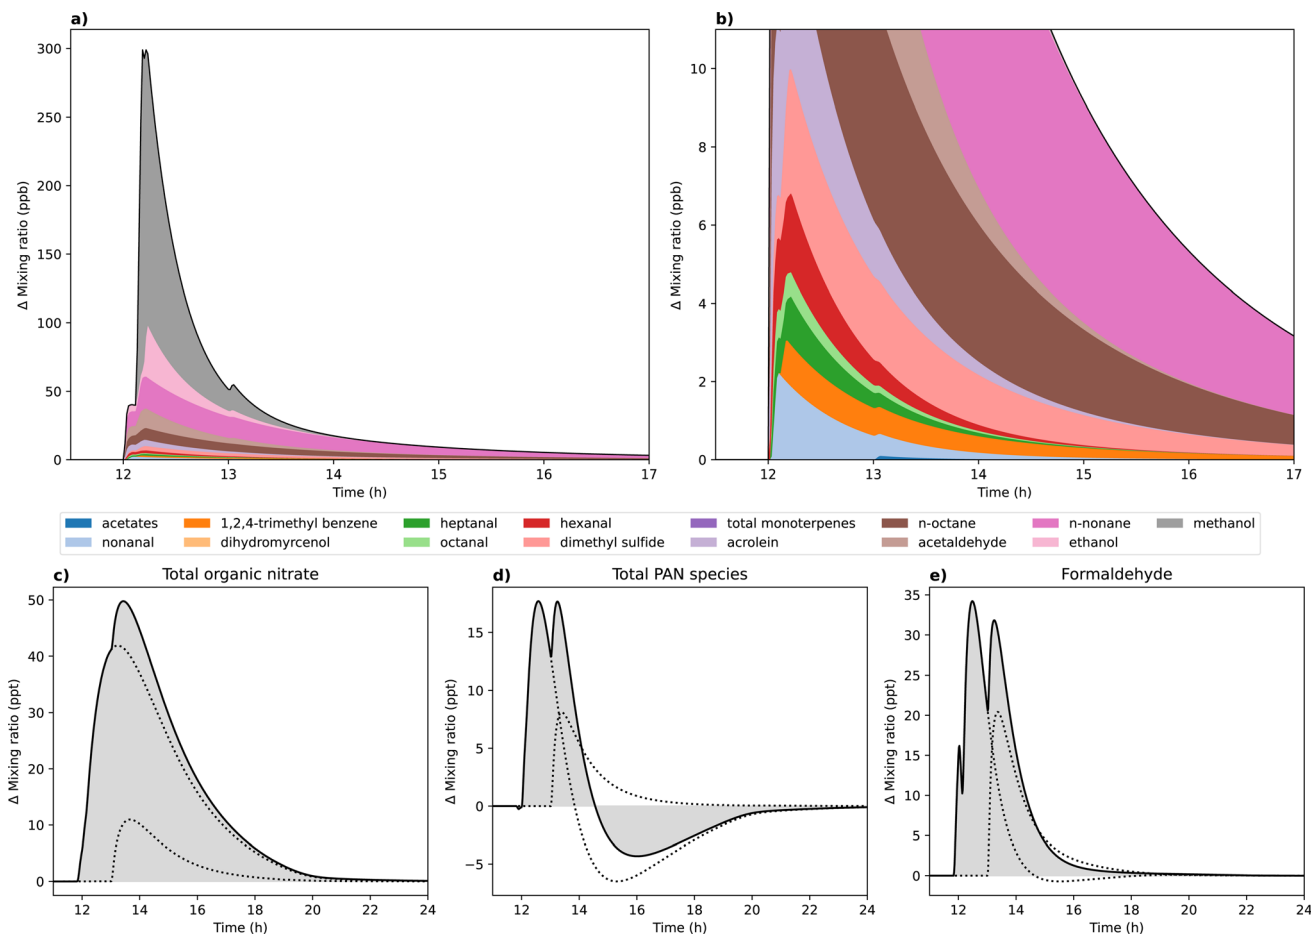 a)
300
250
200
150
100
50
0
Δ Mixing ratio (ppb)
12 13 14 15 16 17
Time (h)
b)
10
8
6
4
2
0
Δ Mixing ratio (ppb)
12 13 14 15 16 17
Time (h)
acetates 1,2,4-trimethyl benzene heptanal hexanal total monoterpenes n-octane n-nonane methanol
nonanal dihydromyrcenol octanal dimethyl sulfide acrolein acetaldehyde ethanol
c) Total organic nitrate
50
40
30
20
10
0
Δ Mixing ratio (ppt)
12 14 16 18 20 22 24
Time (h)
d) Total PAN species
15
10
5
0
−5
Δ Mixing ratio (ppt)
12 14 16 18 20 22 24
Time (h)
e) Formaldehyde
35
30
25
20
15
10
5
0
Δ Mixing ratio (ppt)
12 14 16 18 20 22 24
Time (h)